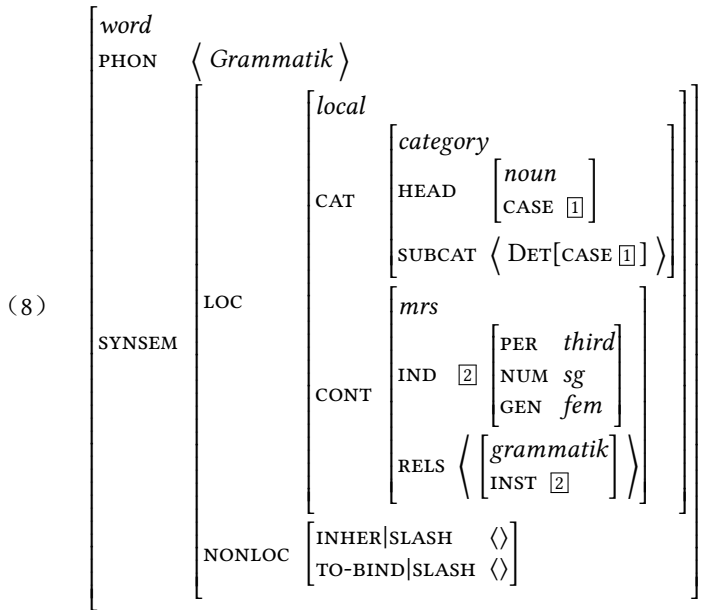 word
PHON ⟨ Grammatik ⟩
local
category
HEAD noun
CASE 1
CAT
SUBCAT ⟨ DET[CASE 1] ⟩
(8)
LOC
mrs
SYNSEM
PER third
IND 2 NUM sg
GEN fem
CONT
RELS ⟨ grammatik
INST 2 ⟩
INHER|SLASH ⟨⟩
NONLOC
TO-BIND|SLASH ⟨⟩